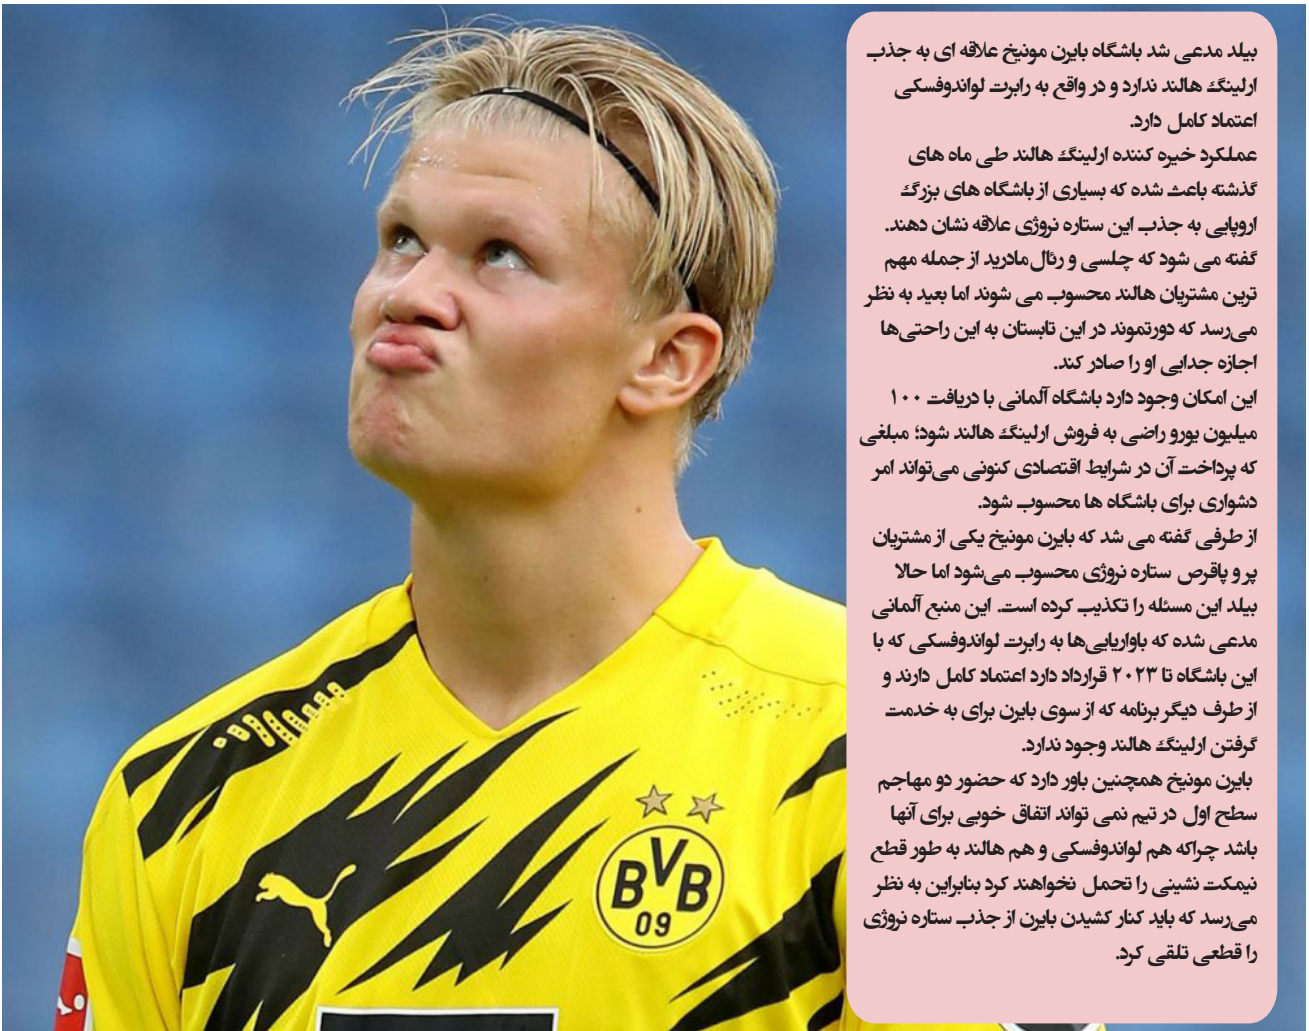 بیلد مدعی شد باشگاه بایرن مونیخ علاقه ای به جذب
ارلینگ هالند ندارد و در واقع به رابرت لواندوفسکی
اعتماد کامل دارد.
عملکرد خیره کننده ارلینگ هالند طی ماه های
گذشته باعث شده که بسیاری از باشگاه های بزرگ
اروپایی به جذب این ستاره نروژی علاقه نشان دهند.
گفته می شود که چلسی و رئال‌مادرید از جمله مهم
ترین مشتریان هالند محسوب می شوند اما بعید به نظر
می‌رسد که دورتموند در این تابستان به این راحتی‌ها
اجازه جدایی او را صادر کند.
این امکان وجود دارد باشگاه آلمانی با دریافت ۱۰۰
میلیون یورو راضی به فروش ارلینگ هالند شود؛ مبلغی
که پرداخت آن در شرایط اقتصادی کنونی می‌تواند امر
دشواری برای باشگاه ها محسوب شود.
از طرفی گفته می شد که بایرن مونیخ یکی از مشتریان
پر و پاقرص ستاره نروژی محسوب می‌شود اما حالا
بیلد این مسئله را تکذیب کرده است. این منبع آلمانی
مدعی شده که باواریایی‌ها به رابرت لواندوفسکی که با
این باشگاه تا ۲۰۲۳ قرارداد دارد اعتماد کامل دارند و
از طرف دیگر برنامه که از سوی بایرن برای به خدمت
گرفتن ارلینگ هالند وجود ندارد.
بایرن مونیخ همچنین باور دارد که حضور دو مهاجم
سطح اول در تیم نمی تواند اتفاق خوبی برای آنها
باشد چراکه هم لواندوفسکی و هم هالند به طور قطع
نیمکت نشینی را تحمل نخواهند کرد بنابراین به نظر
می‌رسد که باید کنار کشیدن بایرن از جذب ستاره نروژی
را قطعی تلقی کرد.
BVB
09